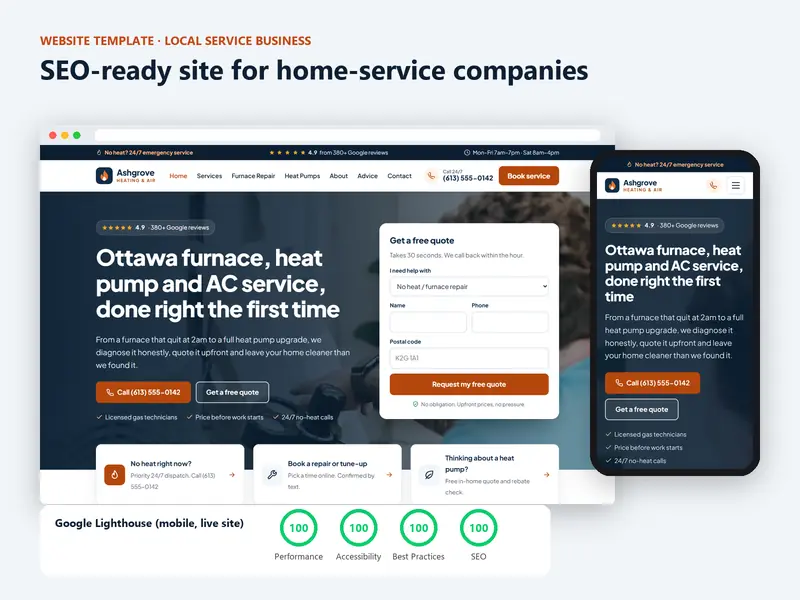 WEBSITE TEMPLATE · LOCAL SERVICE BUSINESS
SEO-ready site for home-service companies
No heat? 24/7 emergency service
★ ★ ★ ★ ★ 4.9 from 380+ Google reviews
Mon–Fri 7am–7pm · Sat 8am–4pm
Ashgrove
HEATING & AIR
Home
Services
Furnace Repair
Heat Pumps
About
Advice
Contact
Call 24/7
(613) 555-0142
Book service
★★★★★ 4.9 · 380+ Google reviews
Ottawa furnace, heat
pump and AC service,
done right the first time
From a furnace that quit at 2am to a full heat pump upgrade, we
diagnose it honestly, quote it upfront and leave your home cleaner than
we found it.
Call (613) 555-0142
Get a free quote
Licensed gas technicians
Price before work starts
24/7 no-heat calls
Get a free quote
Takes 30 seconds. We call back within the hour.
I need help with
No heat / furnace repair
Name
Phone
Postal code
K2G 1A1
Request my free quote
No obligation. Upfront prices, no pressure.
No heat right now?
Priority 24/7 dispatch. Call (613)
555-0142
Book a repair or tune-up
Pick a time online. Confirmed by
text.
Thinking about a heat
pump?
Free in-home quote and rebate
check.
No heat? 24/7 emergency service
Ashgrove
HEATING & AIR
★★★★★ 4.9 · 380+ Google reviews
Ottawa furnace, heat
pump and AC service,
done right the first
time
From a furnace that quit at 2am to a full
heat pump upgrade, we diagnose it
honestly, quote it upfront and leave your
home cleaner than we found it.
Call (613) 555-0142
Get a free quote
Licensed gas technicians
Price before work starts
24/7 no-heat calls
Google Lighthouse (mobile, live site)
100
Performance
100
Accessibility
100
Best Practices
100
SEO